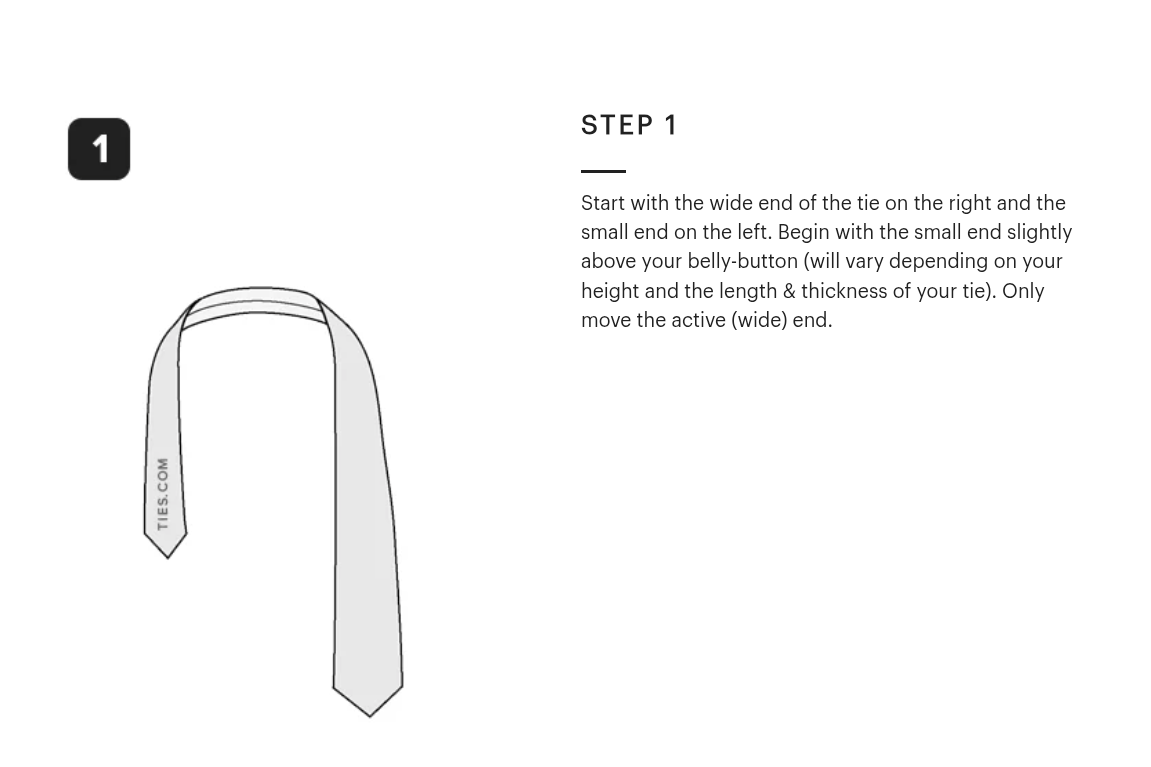 1
STEP 1
Start with the wide end of the tie on the right and the
small end on the left. Begin with the small end slightly
above your belly-button (will vary depending on your
height and the length & thickness of your tie). Only
move the active (wide) end.
TIES.COM